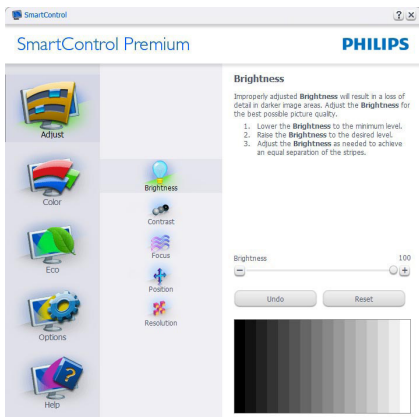 SmartControl
SmartControl Premium
PHILIPS
Adjust
Color
Eco
Options
Help
Brightness
Contrast
Focus
Position
Resolution
Brightness
Improperly adjusted Brightness will result in a loss of
detail in darker image areas. Adjust the Brightness for
the best possible picture quality.
1. Lower the Brightness to the minimum level.
2. Raise the Brightness to the desired level.
3. Adjust the Brightness as needed to achieve
an equal separation of the stripes.
Brightness 100
Undo Reset